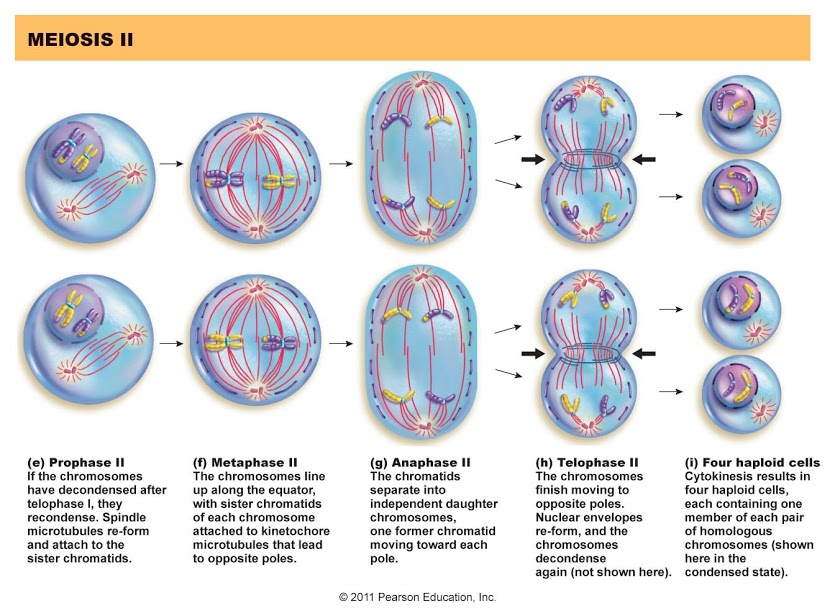 MEIOSIS II
(e) Prophase II
If the chromosomes
have decondensed after
telophase I, they
recondense. Spindle
microtubules re-form
and attach to the
sister chromatids.
(f) Metaphase II
The chromosomes line
up along the equator,
with sister chromatids
of each chromosome
attached to kinetochore
microtubules that lead
to opposite poles.
(g) Anaphase II
The chromatids
separate into
independent daughter
chromosomes,
one former chromatid
moving toward each
pole.
(h) Telophase II
The chromosomes
finish moving to
opposite poles.
Nuclear envelopes
re-form, and the
chromosomes
decondense
again (not shown here).
(i) Four haploid cells
Cytokinesis results in
four haploid cells,
each containing one
member of each pair
of homologous
chromosomes (shown
here in the
condensed state).
© 2011 Pearson Education, Inc.